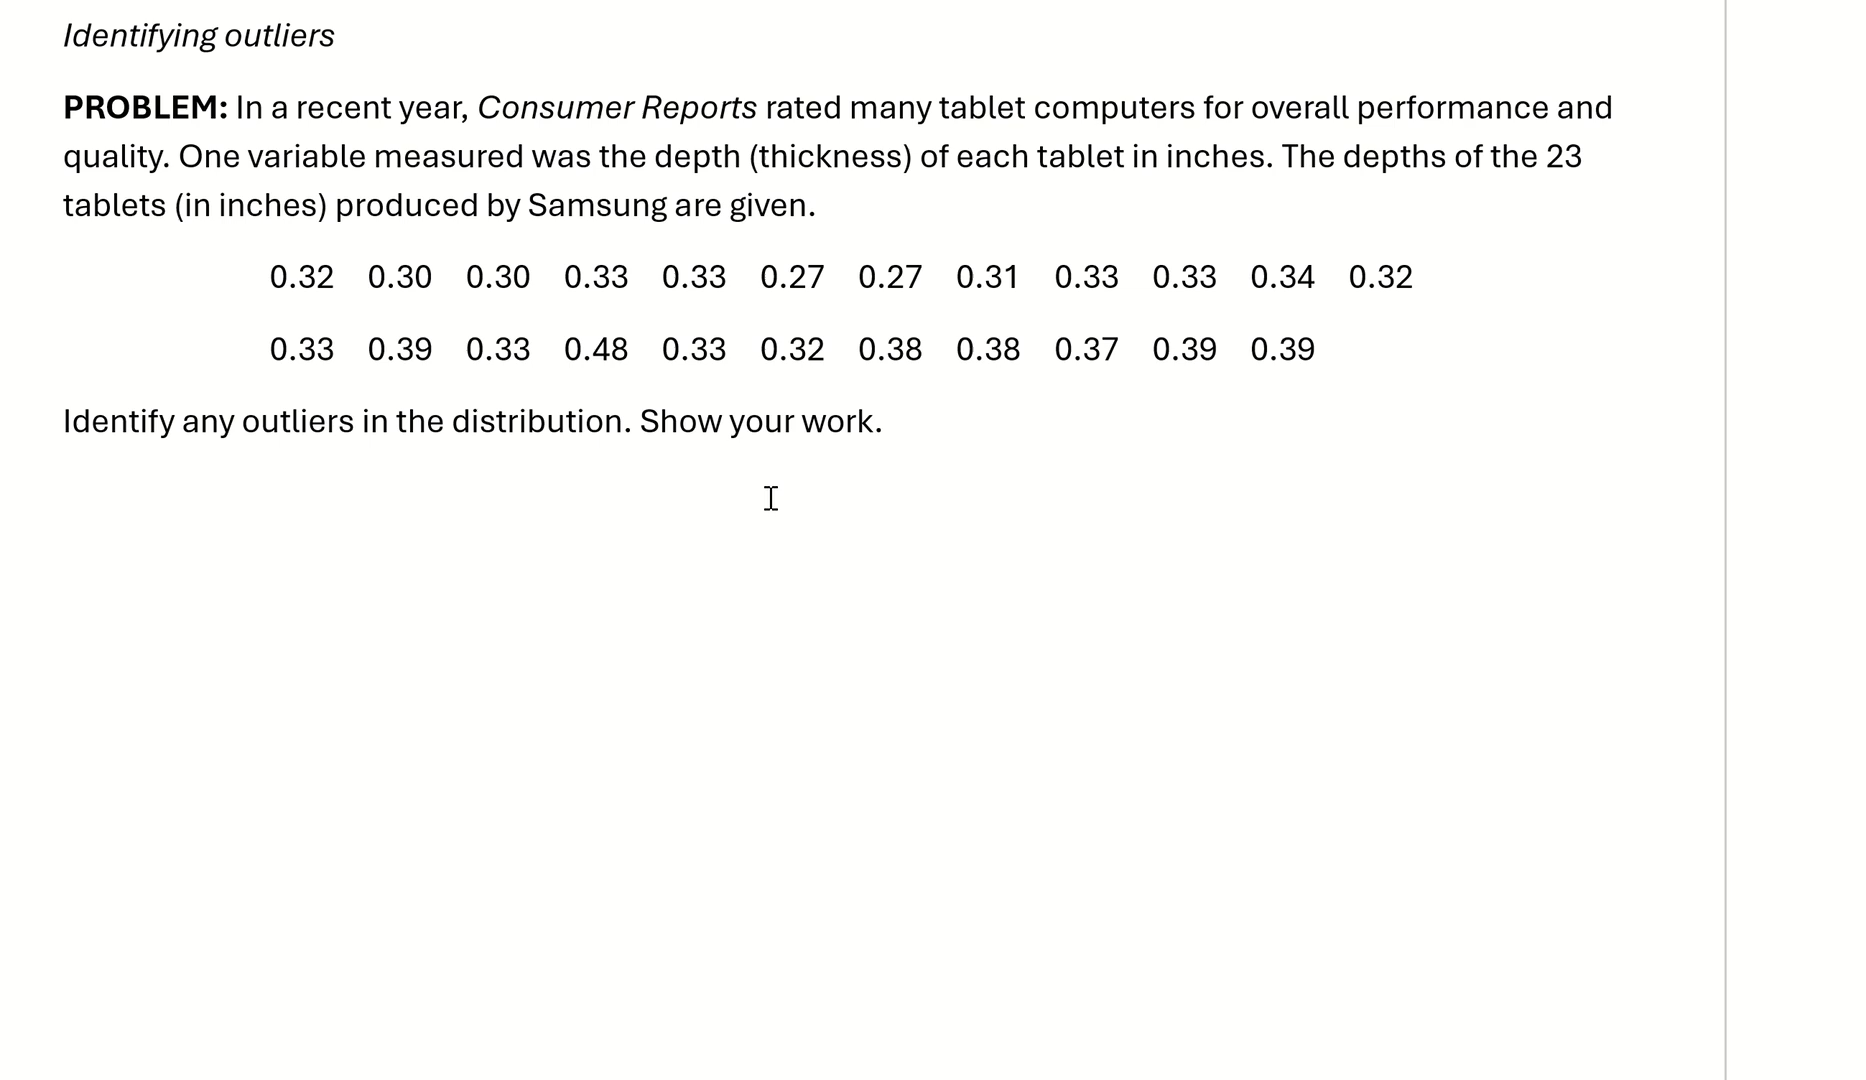 Identifying outliers
PROBLEM: In a recent year, Consumer Reports rated many tablet computers for overall performance and
quality. One variable measured was the depth (thickness) of each tablet in inches. The depths of the 23
tablets (in inches) produced by Samsung are given.
0.32 0.30 0.30 0.33 0.33 0.27 0.27 0.31 0.33 0.33 0.34 0.32
0.33 0.39 0.33 0.48 0.33 0.32 0.38 0.38 0.37 0.39 0.39
Identify any outliers in the distribution. Show your work.